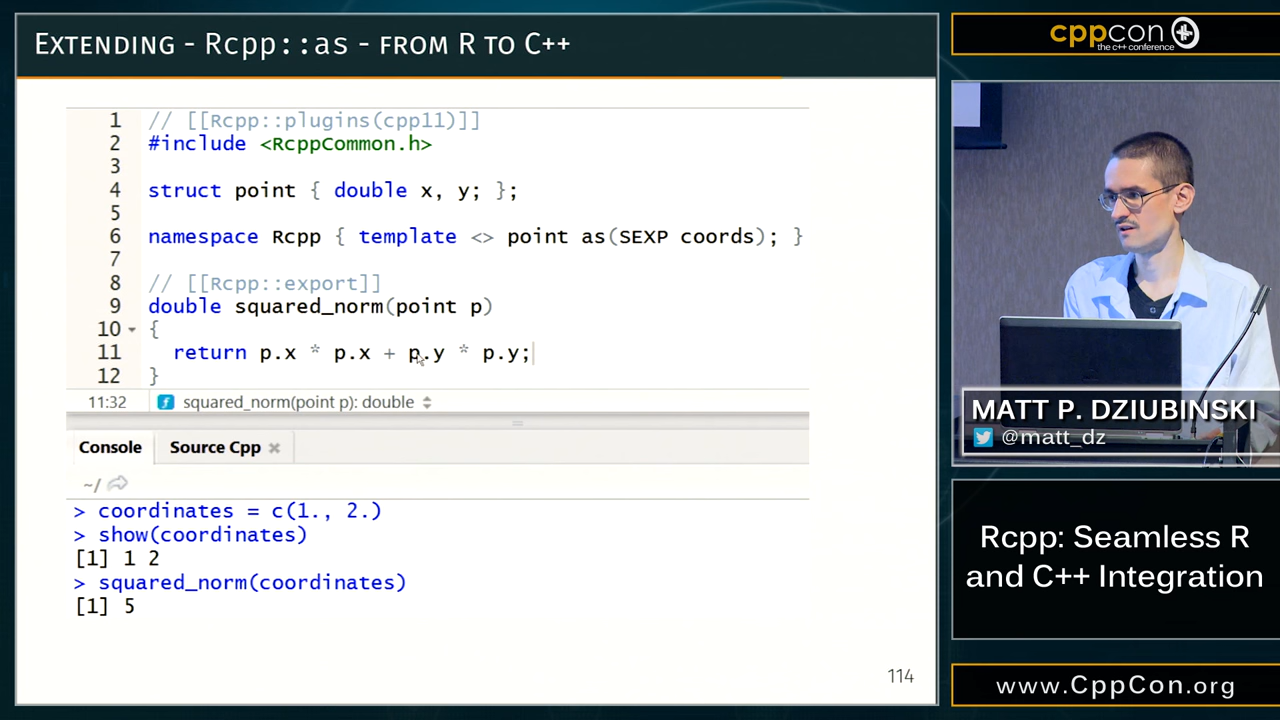 EXTENDING - Rcpp::as - FROM R TO C++
1 // [[Rcpp::plugins(cpp11)]]
2 #include <RcppCommon.h>
3
4 struct point { double x, y; };
5
6 namespace Rcpp { template <> point as(SEXP coords); }
7
8 // [[Rcpp::export]]
9 double squared_norm(point p)
10 {
11 return p.x * p.x + p.y * p.y;
12 }
11:32 f squared_norm(point p): double
Console Source Cpp
~/
> coordinates = c(1., 2.)
> show(coordinates)
[1] 1 2
> squared_norm(coordinates)
[1] 5
114
cppcon
the c++ conference
MATT P. DZIUBINSKI
@matt_dz
Rcpp: Seamless R
and C++ Integration
www.CppCon.org